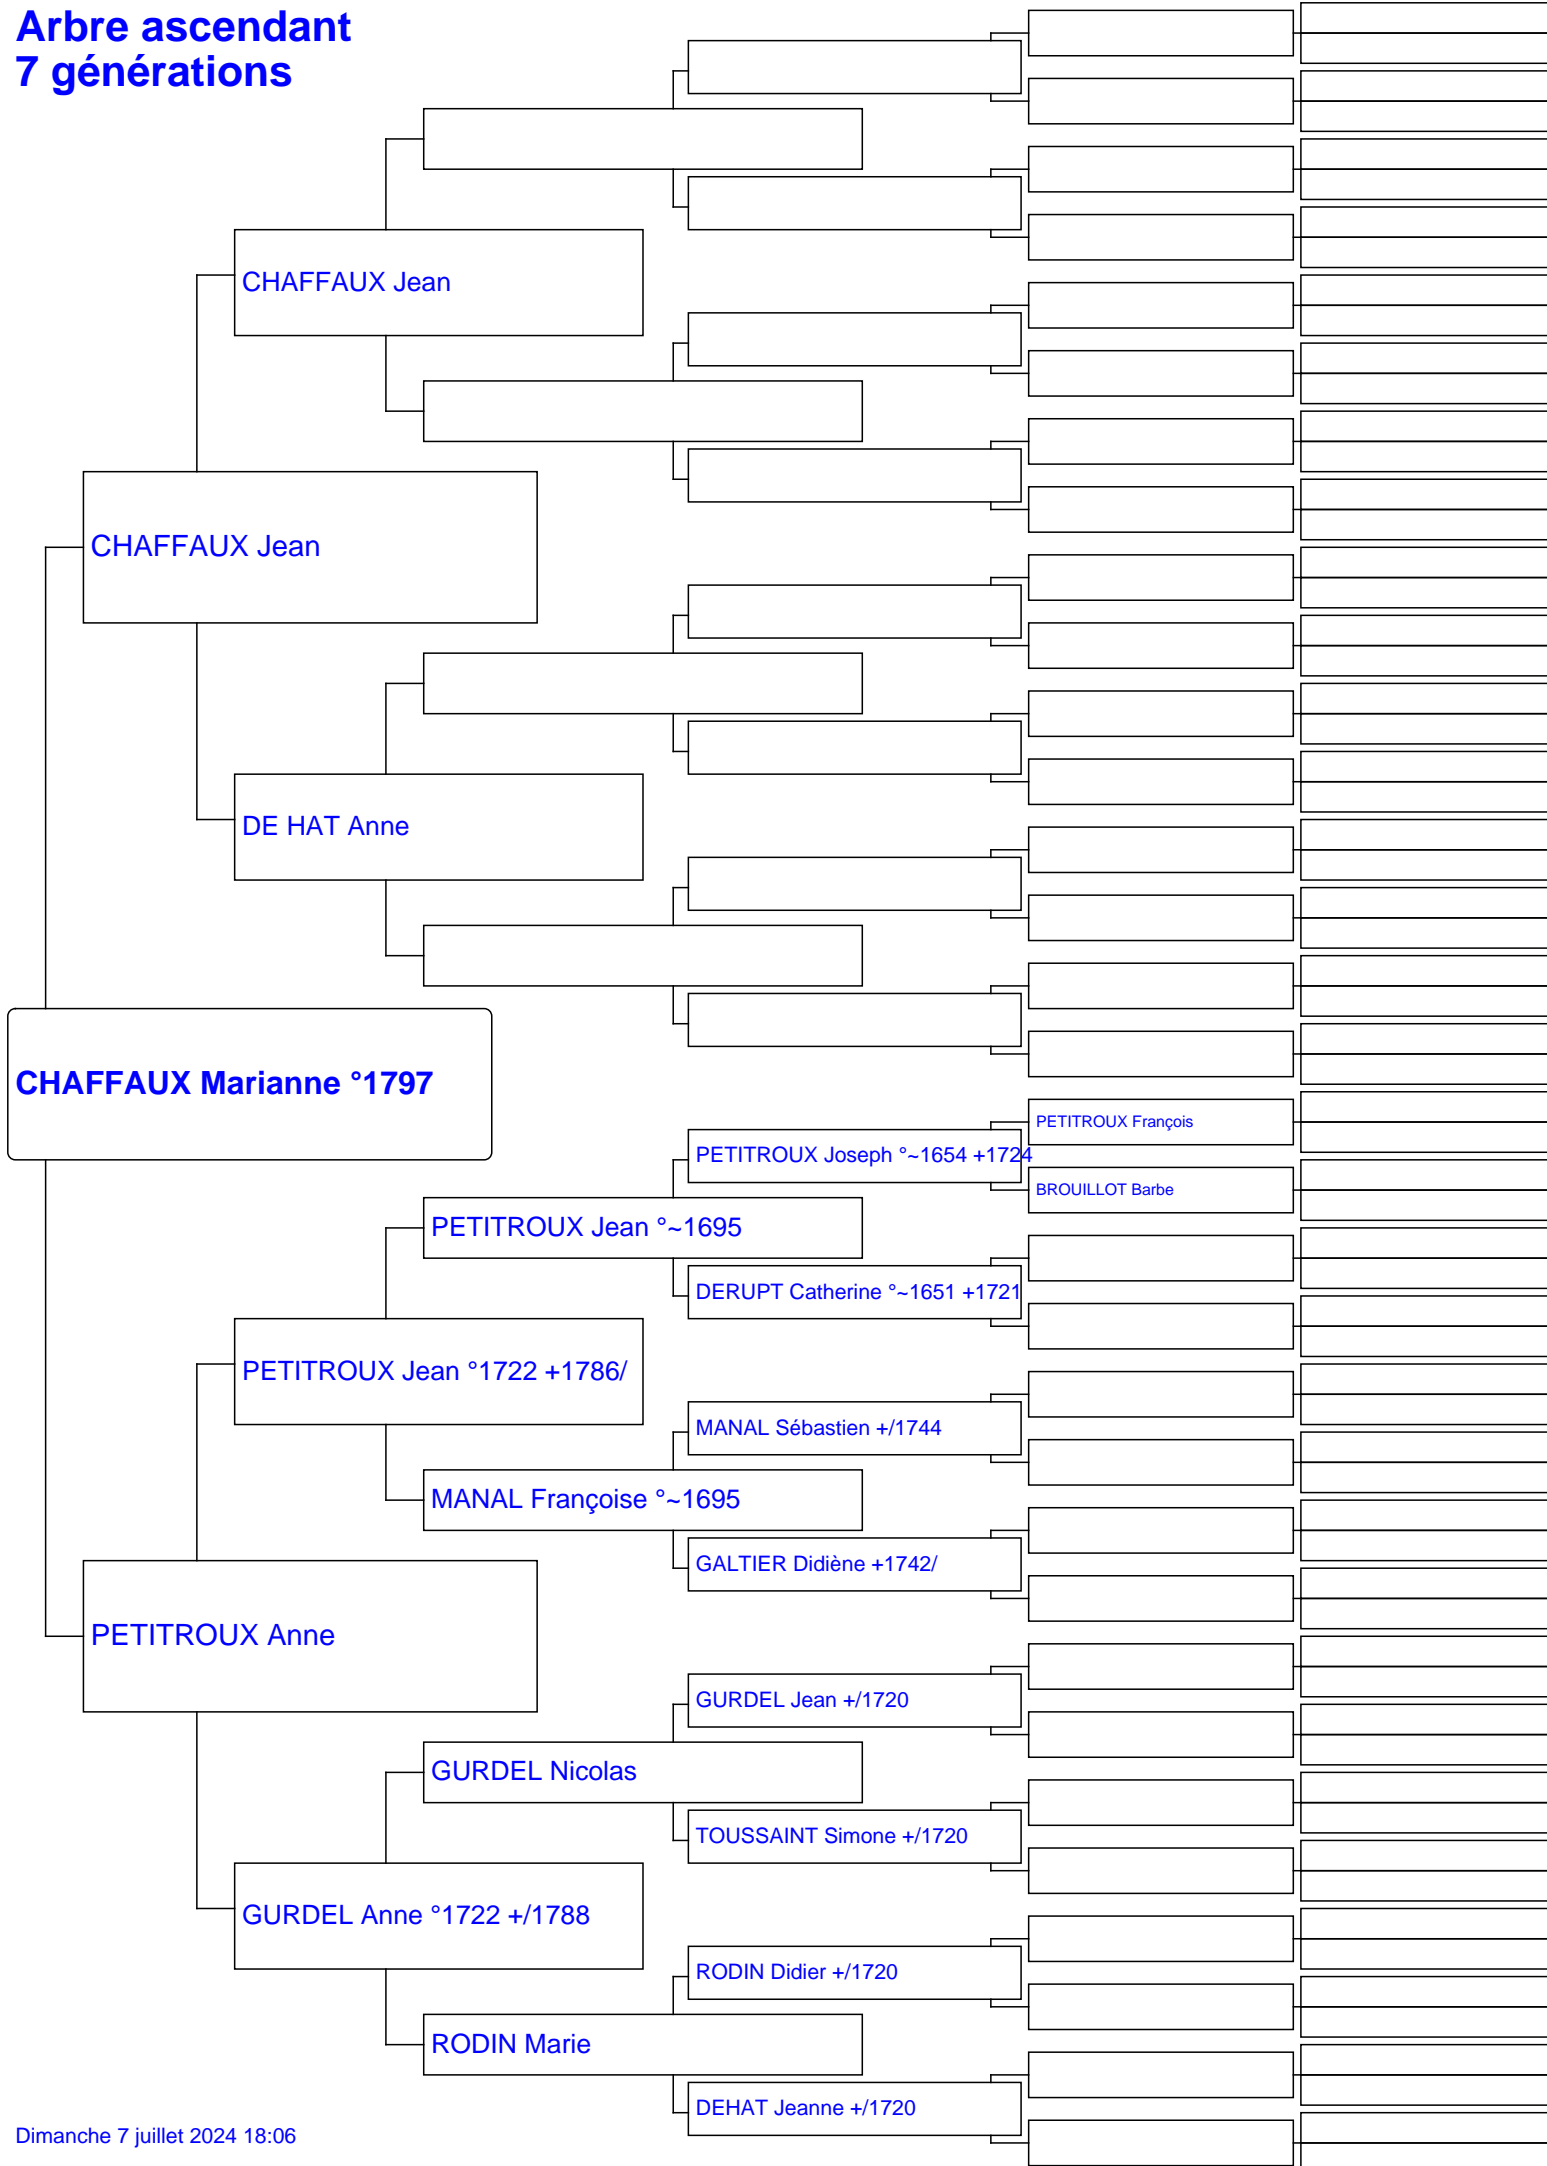 Arbre ascendant
7 générations
CHAFFAUX Jean
CHAFFAUX Jean
DE HAT Anne
CHAFFAUX Marianne °1797
PETITROUX François
PETITROUX Joseph °~1654 +1724
BROUILLOT Barbe
PETITROUX Jean °~1695
DERUPT Catherine °~1651 +1721
PETITROUX Jean °1722 +1786/
MANAL Sébastien +/1744
MANAL Françoise °~1695
GALTIER Didiène +1742/
PETITROUX Anne
GURDEL Jean +/1720
GURDEL Nicolas
TOUSSAINT Simone +/1720
GURDEL Anne °1722 +/1788
RODIN Didier +/1720
RODIN Marie
DEHAT Jeanne +/1720
Dimanche 7 juillet 2024 18:06